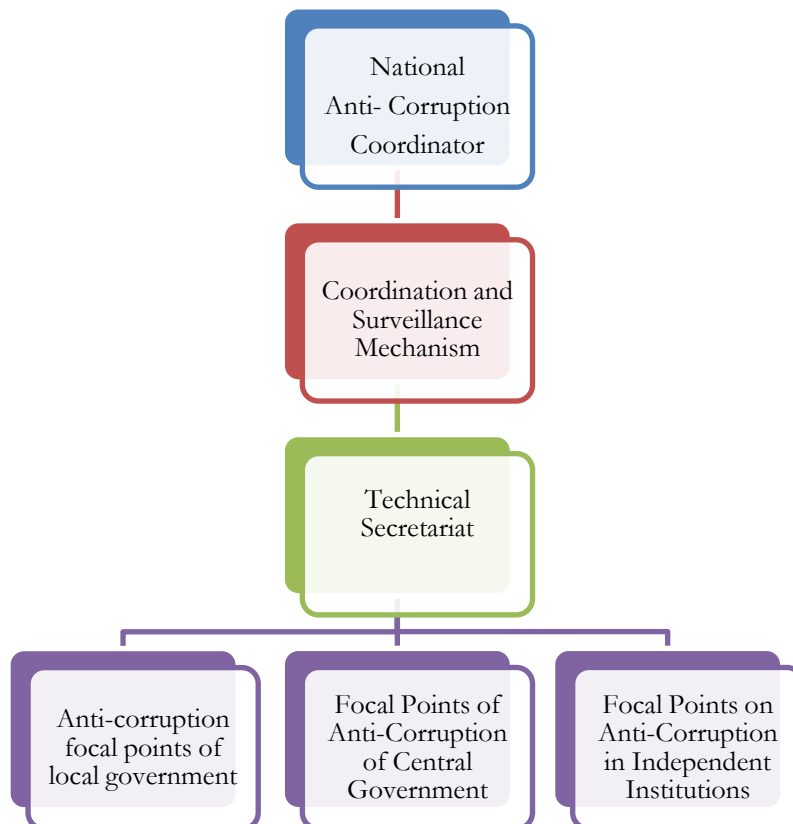 National
Anti- Corruption
Coordinator
Coordination and
Surveillance
Mechanism
Technical
Secretariat
Anti-corruption
focal points of
local government
Focal Points of
Anti-Corruption
of Central
Government
Focal Points on
Anti-Corruption
in Independent
Institutions